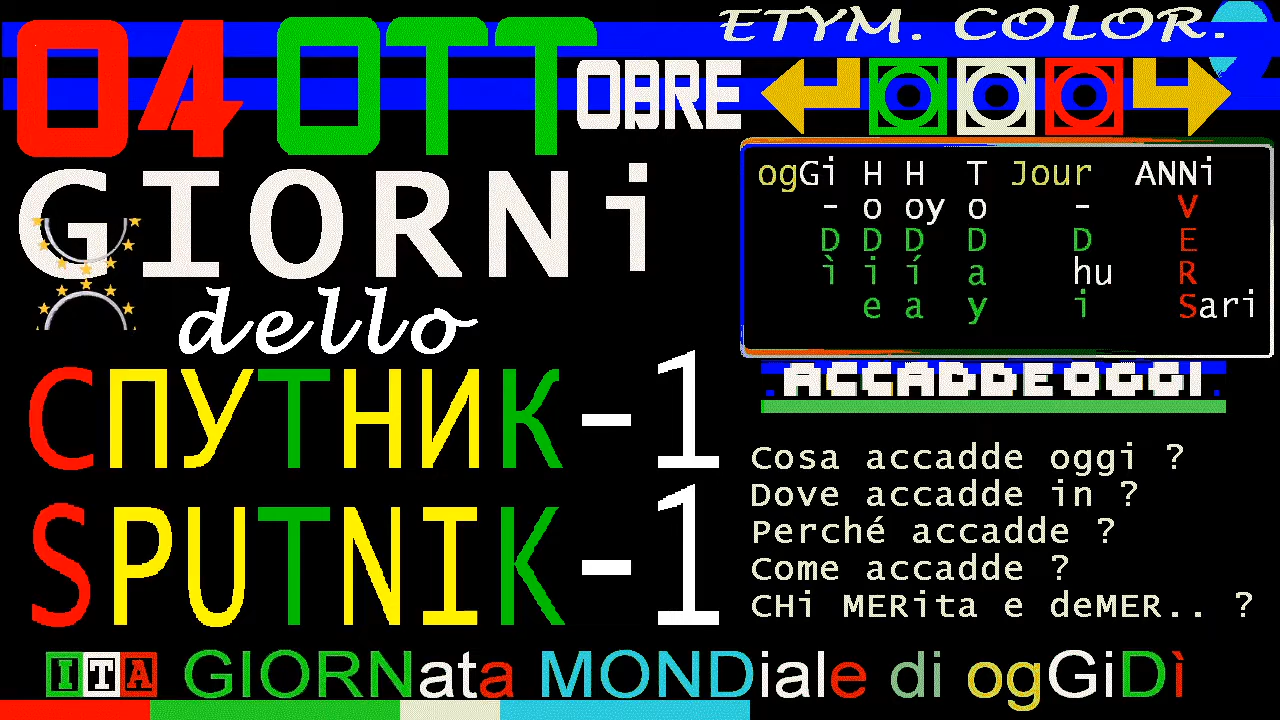 ETYM. COLOR.
04 OTTOBRE
GIORNi
dello
СПУТНИК-1
SPUTNIK-1
ogGi H H T Jour ANNi
- o oy o - V
D D D D D E
ì i í a hu R
e a y i Sari
ACCADDE OGGI
Cosa accadde oggi ?
Dove accadde in ?
Perché accadde ?
Come accadde ?
CHi MERita e deMER.. ?
ITA GIORNata MONDiale di ogGiDì